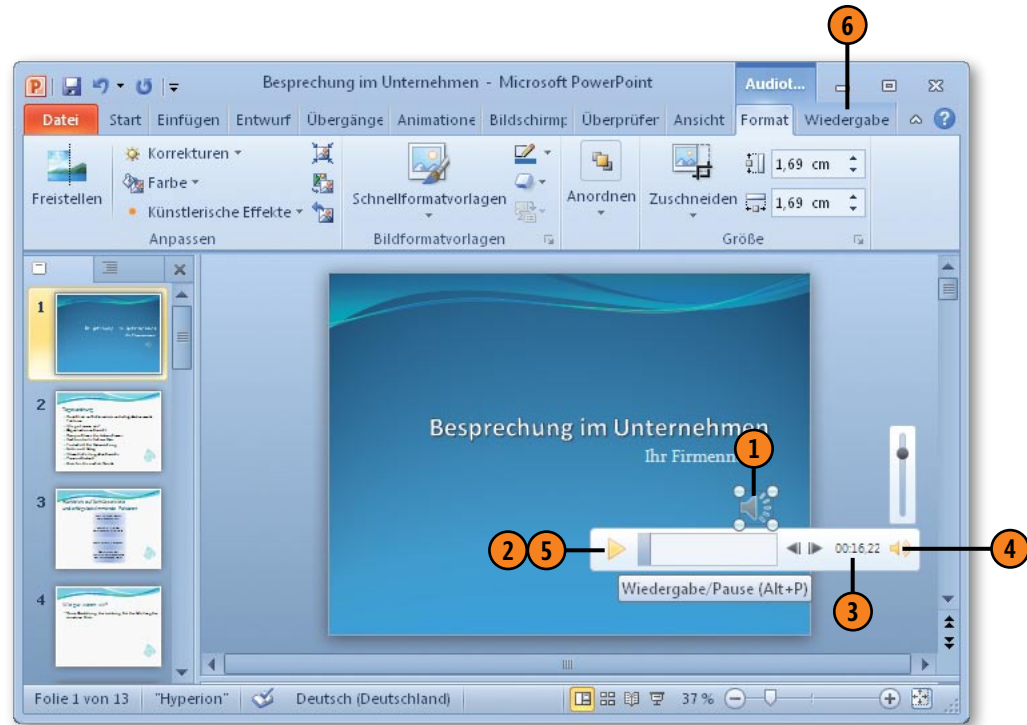 6
Besprechung im Unternehmen - Microsoft PowerPoint
Audiot...
Datei Start Einfügen Entwurf Übergänge Animatione Bildschirmp Überprüfer Ansicht Format Wiedergabe
Freistellen
Korrekturen
Farbe
Künstlerische Effekte
Anpassen
Schnellformatvorlagen
Bildformatvorlagen
Anordnen
Zuschneiden
1,69 cm
1,69 cm
Größe
1
2
3
4
Besprechung im Unternehmen
Ihr Firmenn
1
2 5
00:16,22
4
Wiedergabe/Pause (Alt+P)
3
Folie 1 von 13 "Hyperion" Deutsch (Deutschland) 37 %